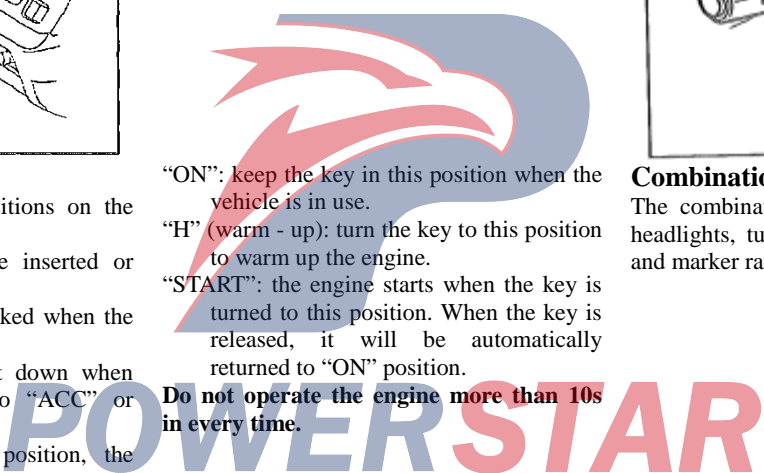 itions on the
e inserted or
ked when the
down when
o “ACC” or
position, the
“ON”: keep the key in this position when the
vehicle is in use.
“H” (warm - up): turn the key to this position
to warm up the engine.
“START”: the engine starts when the key is
turned to this position. When the key is
released, it will be automatically
returned to “ON” position.
Do not operate the engine more than 10s
in every time.
Combinatio
The combinat
headlights, tu
and marker ra
POWERSTAR